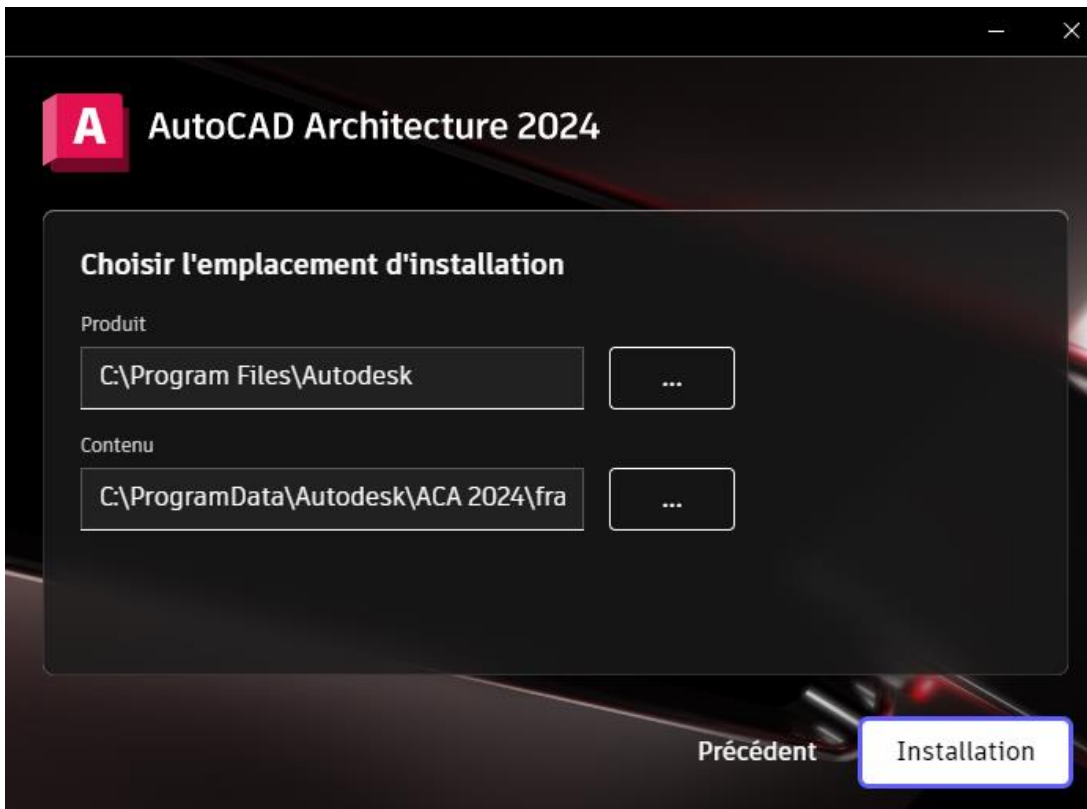 A AutoCAD Architecture 2024
Choisir l'emplacement d'installation
Produit
C:\Program Files\Autodesk ...
Contenu
C:\ProgramData\Autodesk\ACA 2024\fra ...
Précédent Installation